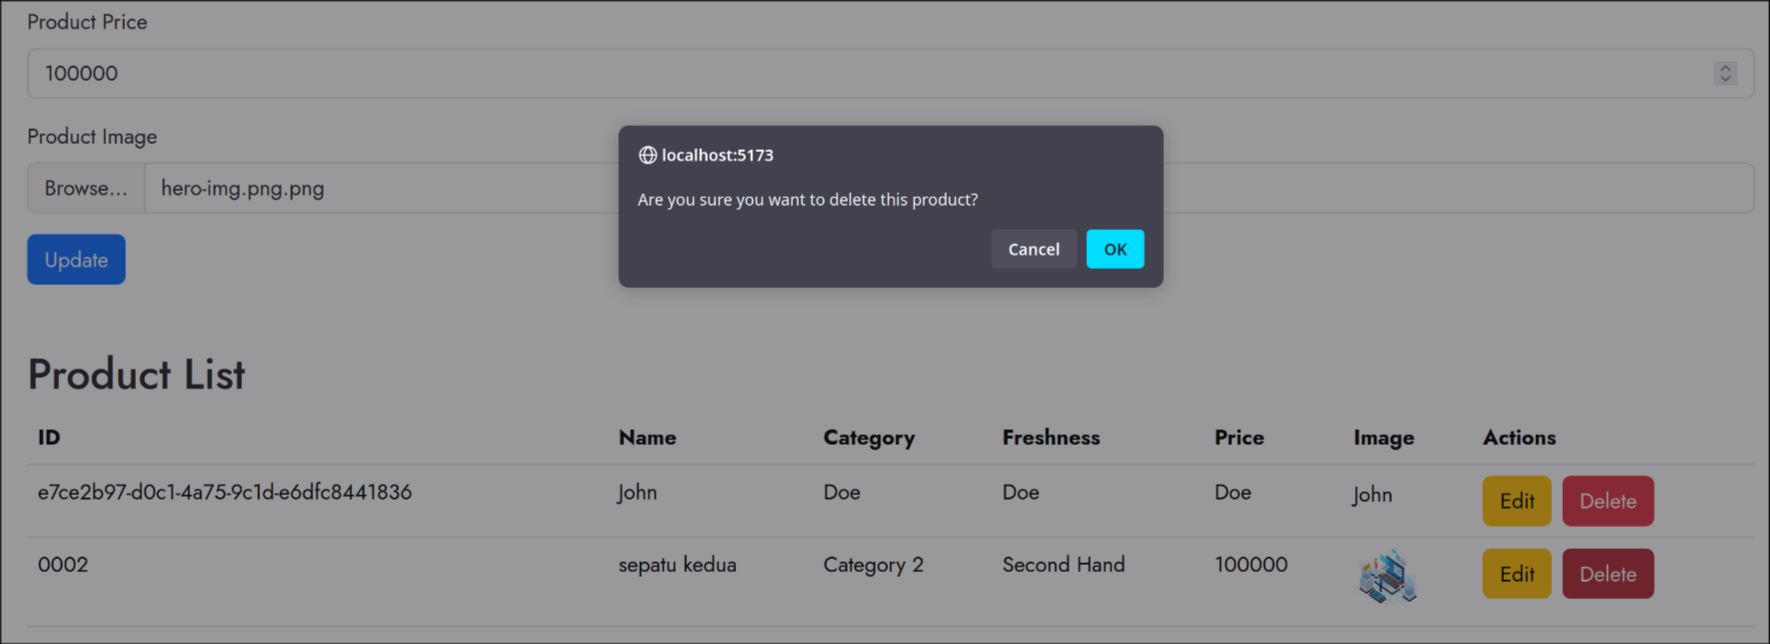 Product Price
100000
Product Image
Browse... hero-img.png.png
Update
localhost:5173
Are you sure you want to delete this product?
Cancel OK
Product List
ID Name Category Freshness Price Image Actions
e7ce2b97-d0c1-4a75-9c1d-e6dfc8441836 John Doe Doe Doe John Edit Delete
0002 sepatu kedua Category 2 Second Hand 100000 Edit Delete